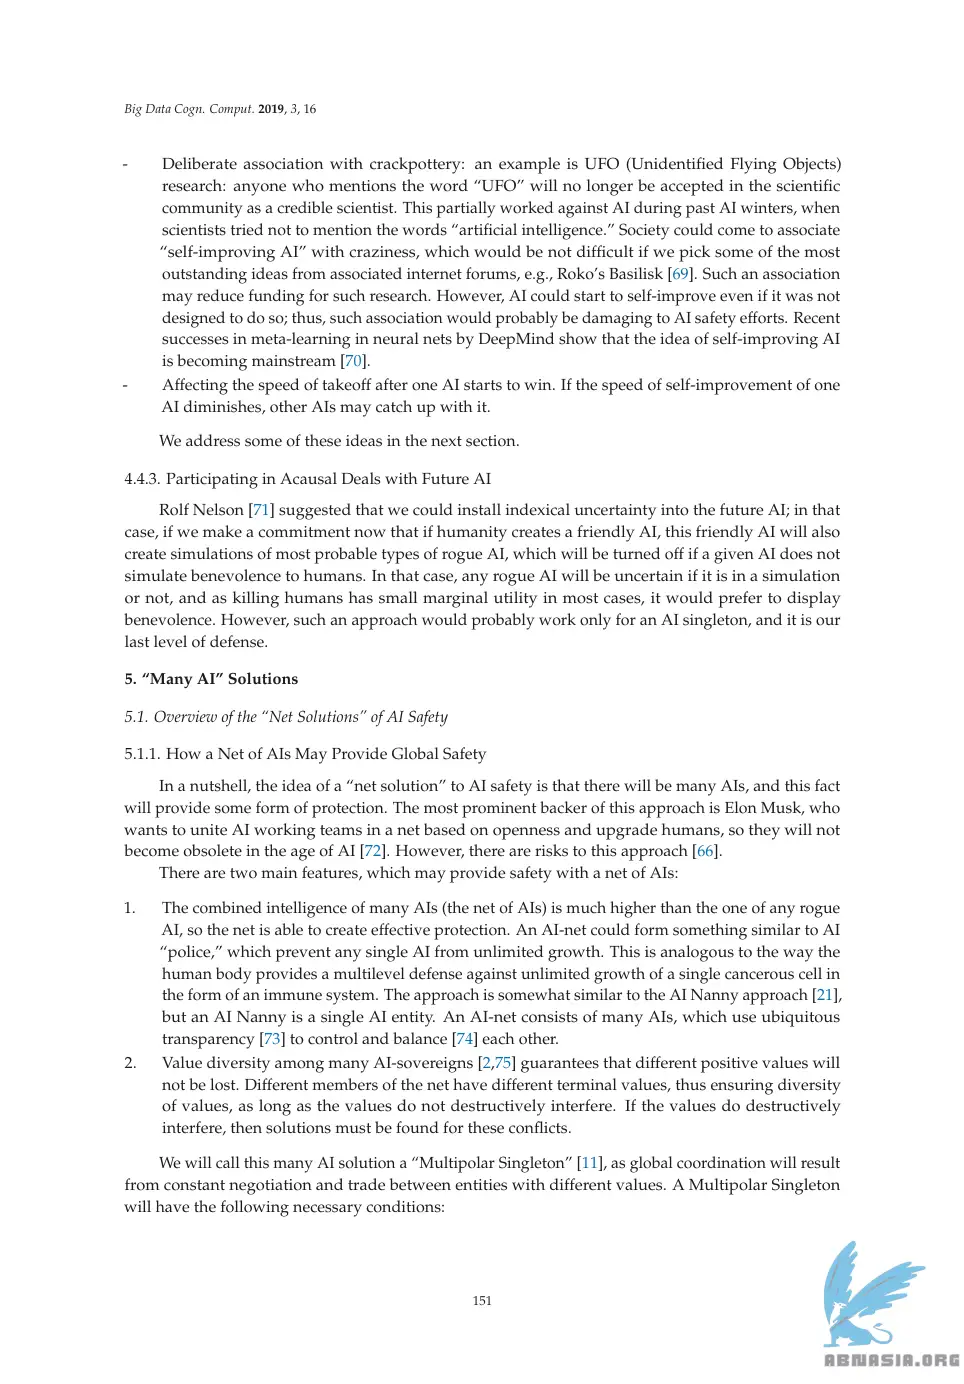 Big Data Cogn. Comput. 2019, 3, 16
- Deliberate association with crackpottery: an example is UFO (Unidentified Flying Objects)
research: anyone who mentions the word “UFO” will no longer be accepted in the scientific
community as a credible scientist. This partially worked against AI during past AI winters, when
scientists tried not to mention the words “artificial intelligence.” Society could come to associate
“self-improving AI” with craziness, which would be not difficult if we pick some of the most
outstanding ideas from associated internet forums, e.g., Roko’s Basilisk [69]. Such an association
may reduce funding for such research. However, AI could start to self-improve even if it was not
designed to do so; thus, such association would probably be damaging to AI safety efforts. Recent
successes in meta-learning in neural nets by DeepMind show that the idea of self-improving AI
is becoming mainstream [70].
- Affecting the speed of takeoff after one AI starts to win. If the speed of self-improvement of one
AI diminishes, other AIs may catch up with it.
We address some of these ideas in the next section.
4.4.3. Participating in Acausal Deals with Future AI
Rolf Nelson [71] suggested that we could install indexical uncertainty into the future AI; in that
case, if we make a commitment now that if humanity creates a friendly AI, this friendly AI will also
create simulations of most probable types of rogue AI, which will be turned off if a given AI does not
simulate benevolence to humans. In that case, any rogue AI will be uncertain if it is in a simulation
or not, and as killing humans has small marginal utility in most cases, it would prefer to display
benevolence. However, such an approach would probably work only for an AI singleton, and it is our
last level of defense.
5. “Many AI” Solutions
5.1. Overview of the “Net Solutions” of AI Safety
5.1.1. How a Net of AIs May Provide Global Safety
In a nutshell, the idea of a “net solution” to AI safety is that there will be many AIs, and this fact
will provide some form of protection. The most prominent backer of this approach is Elon Musk, who
wants to unite AI working teams in a net based on openness and upgrade humans, so they will not
become obsolete in the age of AI [72]. However, there are risks to this approach [66].
There are two main features, which may provide safety with a net of AIs:
1. The combined intelligence of many AIs (the net of AIs) is much higher than the one of any rogue
AI, so the net is able to create effective protection. An AI-net could form something similar to AI
“police,” which prevent any single AI from unlimited growth. This is analogous to the way the
human body provides a multilevel defense against unlimited growth of a single cancerous cell in
the form of an immune system. The approach is somewhat similar to the AI Nanny approach [21],
but an AI Nanny is a single AI entity. An AI-net consists of many AIs, which use ubiquitous
transparency [73] to control and balance [74] each other.
2. Value diversity among many AI-sovereigns [2,75] guarantees that different positive values will
not be lost. Different members of the net have different terminal values, thus ensuring diversity
of values, as long as the values do not destructively interfere. If the values do destructively
interfere, then solutions must be found for these conflicts.
We will call this many AI solution a “Multipolar Singleton” [11], as global coordination will result
from constant negotiation and trade between entities with different values. A Multipolar Singleton
will have the following necessary conditions:
151
ABNASIA.ORG